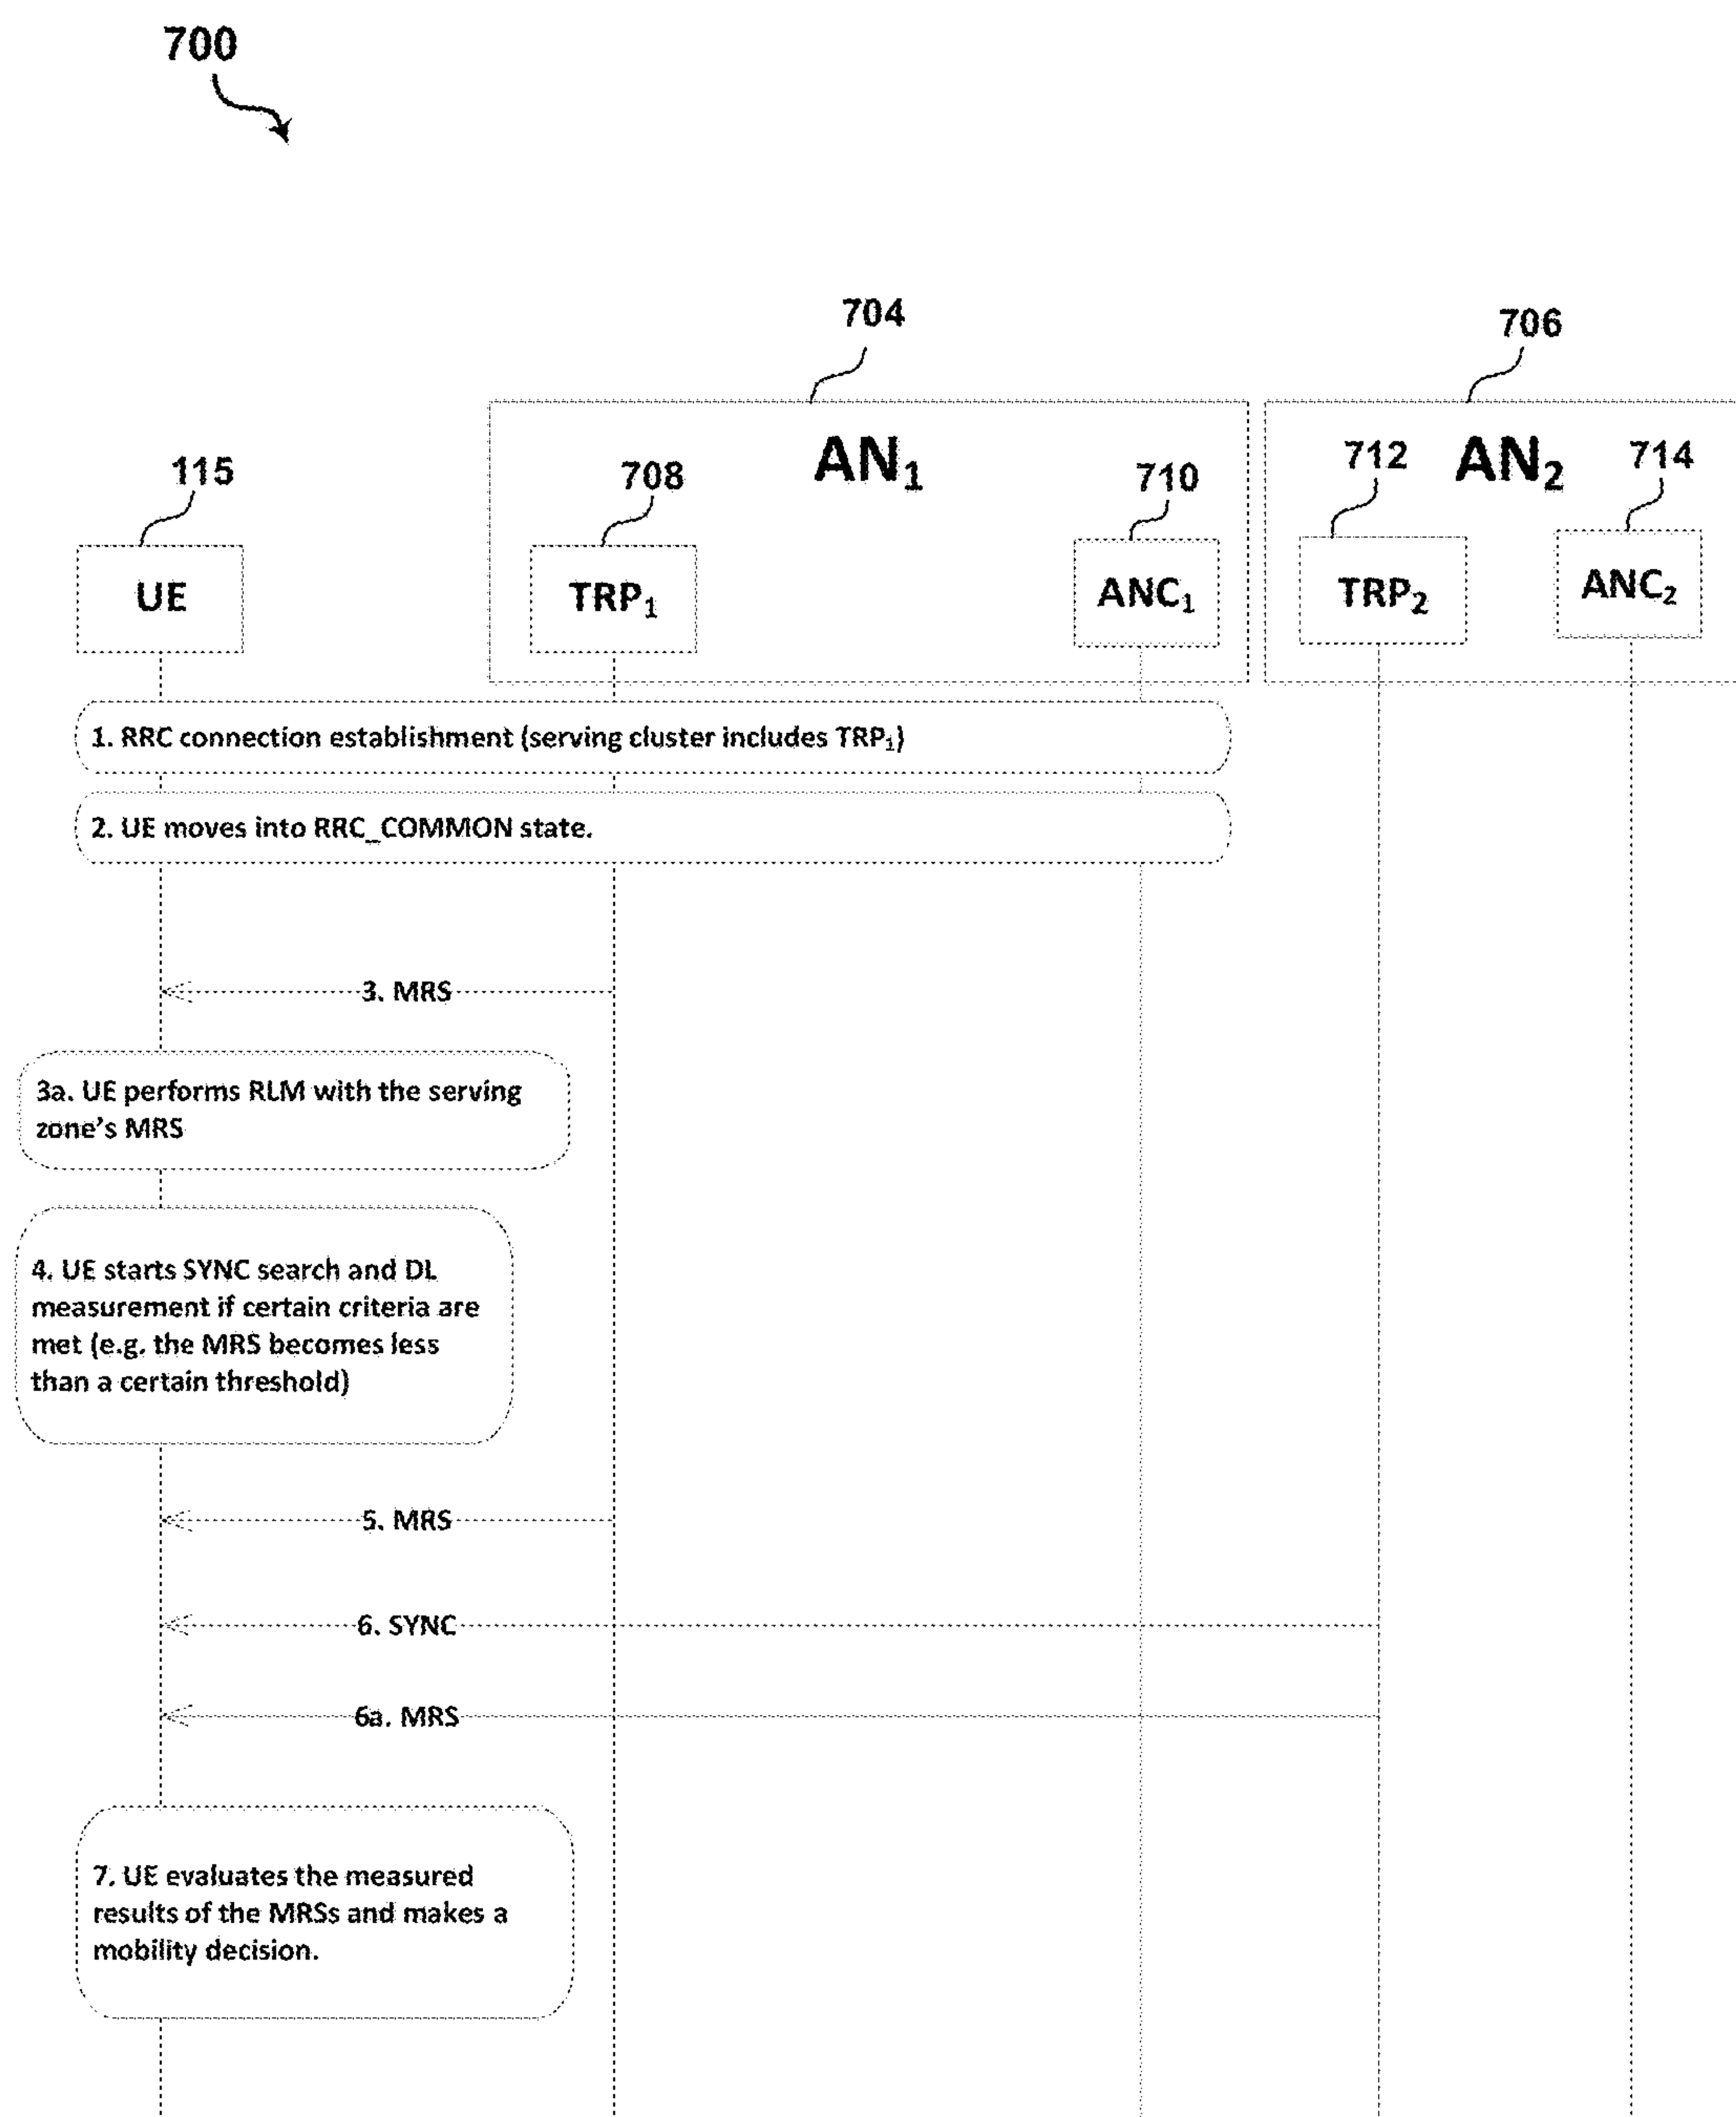 700
704
706
AN₁
AN₂
115
708
710
712
714
UE
TRP₁
ANC₁
TRP₂
ANC₂
1. RRC connection establishment (serving cluster includes TRP₁)
2. UE moves into RRC_COMMON state.
3. MRS
3a. UE performs RLM with the serving
zone's MRS
4. UE starts SYNC search and DL
measurement if certain criteria are
met (e.g. the MRS becomes less
than a certain threshold)
5. MRS
6. SYNC
6a. MRS
7. UE evaluates the measured
results of the MRSs and makes a
mobility decision.